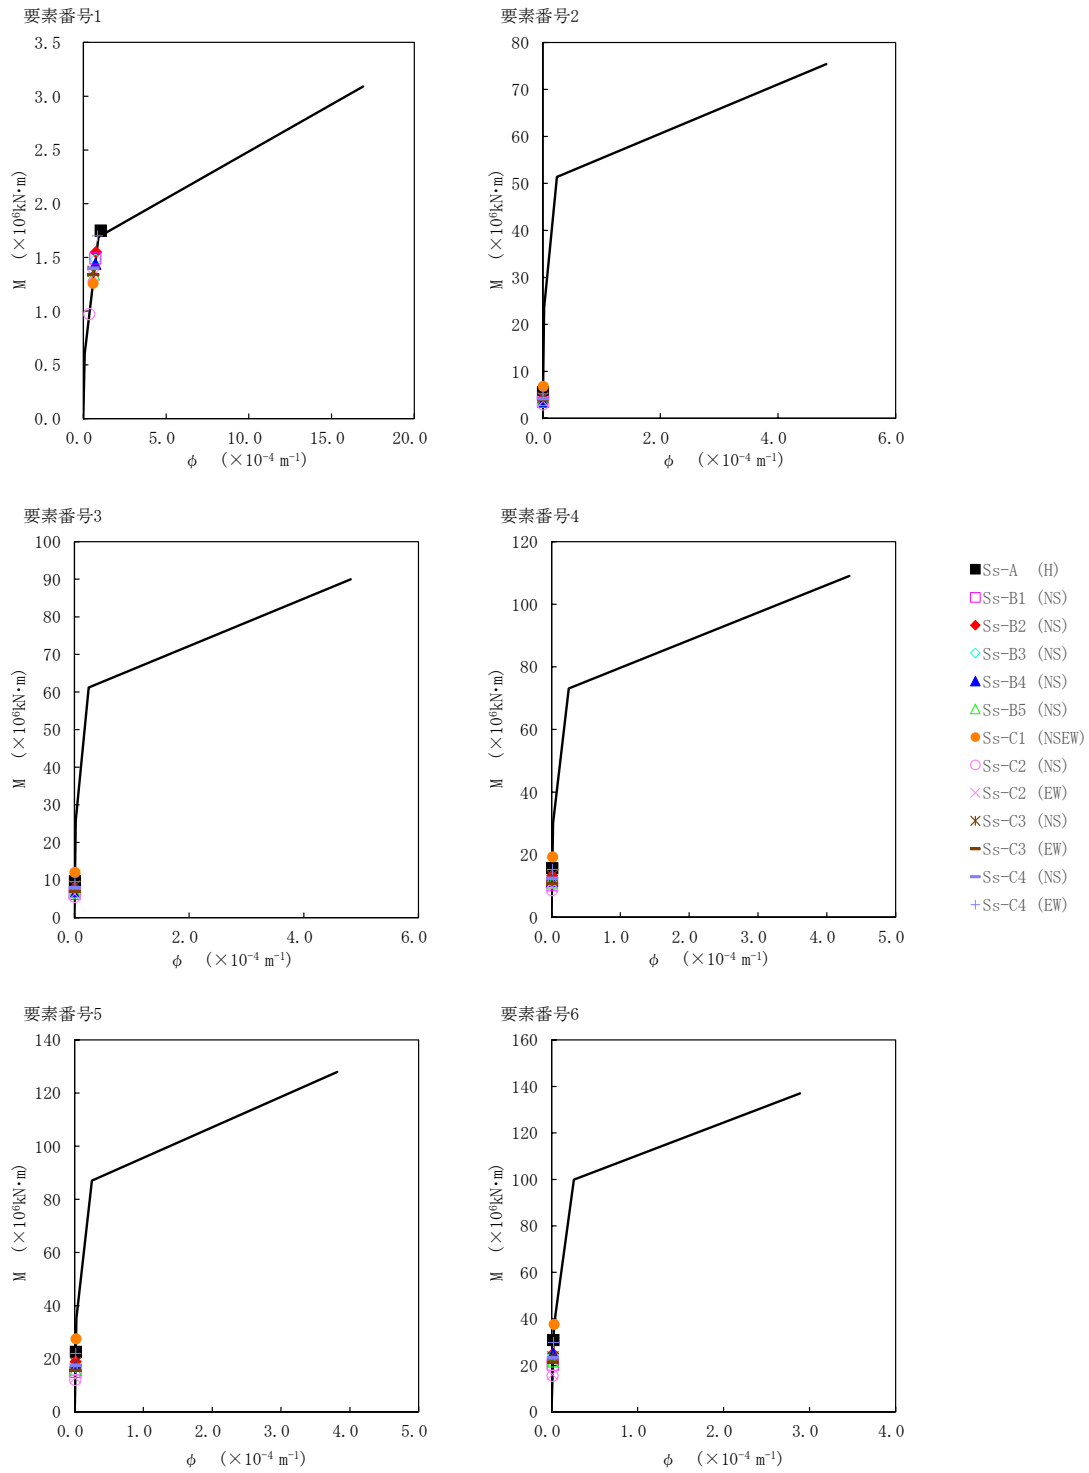 要素番号1
3.5
3.0
2.5
2.0
1.5
1.0
0.5
0.0
M (×10⁶kN・m)
0.0 5.0 10.0 15.0 20.0
φ (×10⁻⁴ m⁻¹)
要素番号2
80
70
60
50
40
30
20
10
0
M (×10⁶kN・m)
0.0 2.0 4.0 6.0
φ (×10⁻⁴ m⁻¹)
要素番号3
100
90
80
70
60
50
40
30
20
10
0
M (×10⁶kN・m)
0.0 2.0 4.0 6.0
φ (×10⁻⁴ m⁻¹)
要素番号4
120
100
80
60
40
20
0
M (×10⁶kN・m)
0.0 1.0 2.0 3.0 4.0 5.0
φ (×10⁻⁴ m⁻¹)
Ss-A (H)
Ss-B1 (NS)
Ss-B2 (NS)
Ss-B3 (NS)
Ss-B4 (NS)
Ss-B5 (NS)
Ss-C1 (NSEW)
Ss-C2 (NS)
Ss-C2 (EW)
Ss-C3 (NS)
Ss-C3 (EW)
Ss-C4 (NS)
Ss-C4 (EW)
要素番号5
140
120
100
80
60
40
20
0
M (×10⁶kN・m)
0.0 1.0 2.0 3.0 4.0 5.0
φ (×10⁻⁴ m⁻¹)
要素番号6
160
140
120
100
80
60
40
20
0
M (×10⁶kN・m)
0.0 1.0 2.0 3.0 4.0
φ (×10⁻⁴ m⁻¹)